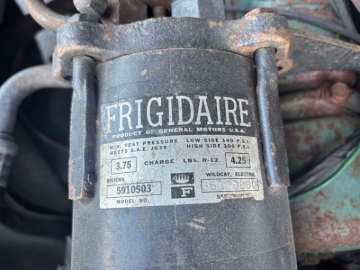 FRIGIDAIRE
PRODUCT OF GENERAL MOTORS U.S.A.
MIN. TEST PRESSURE LOW SIDE 140 P.S.I.
MEETS S.A.E. J639 HIGH SIDE 300 P.S.I.
3.75 CHARGE LBS. R-12 4.25
RIVIERA WILDCAT, ELECTRA
5910503
MODEL NO. F